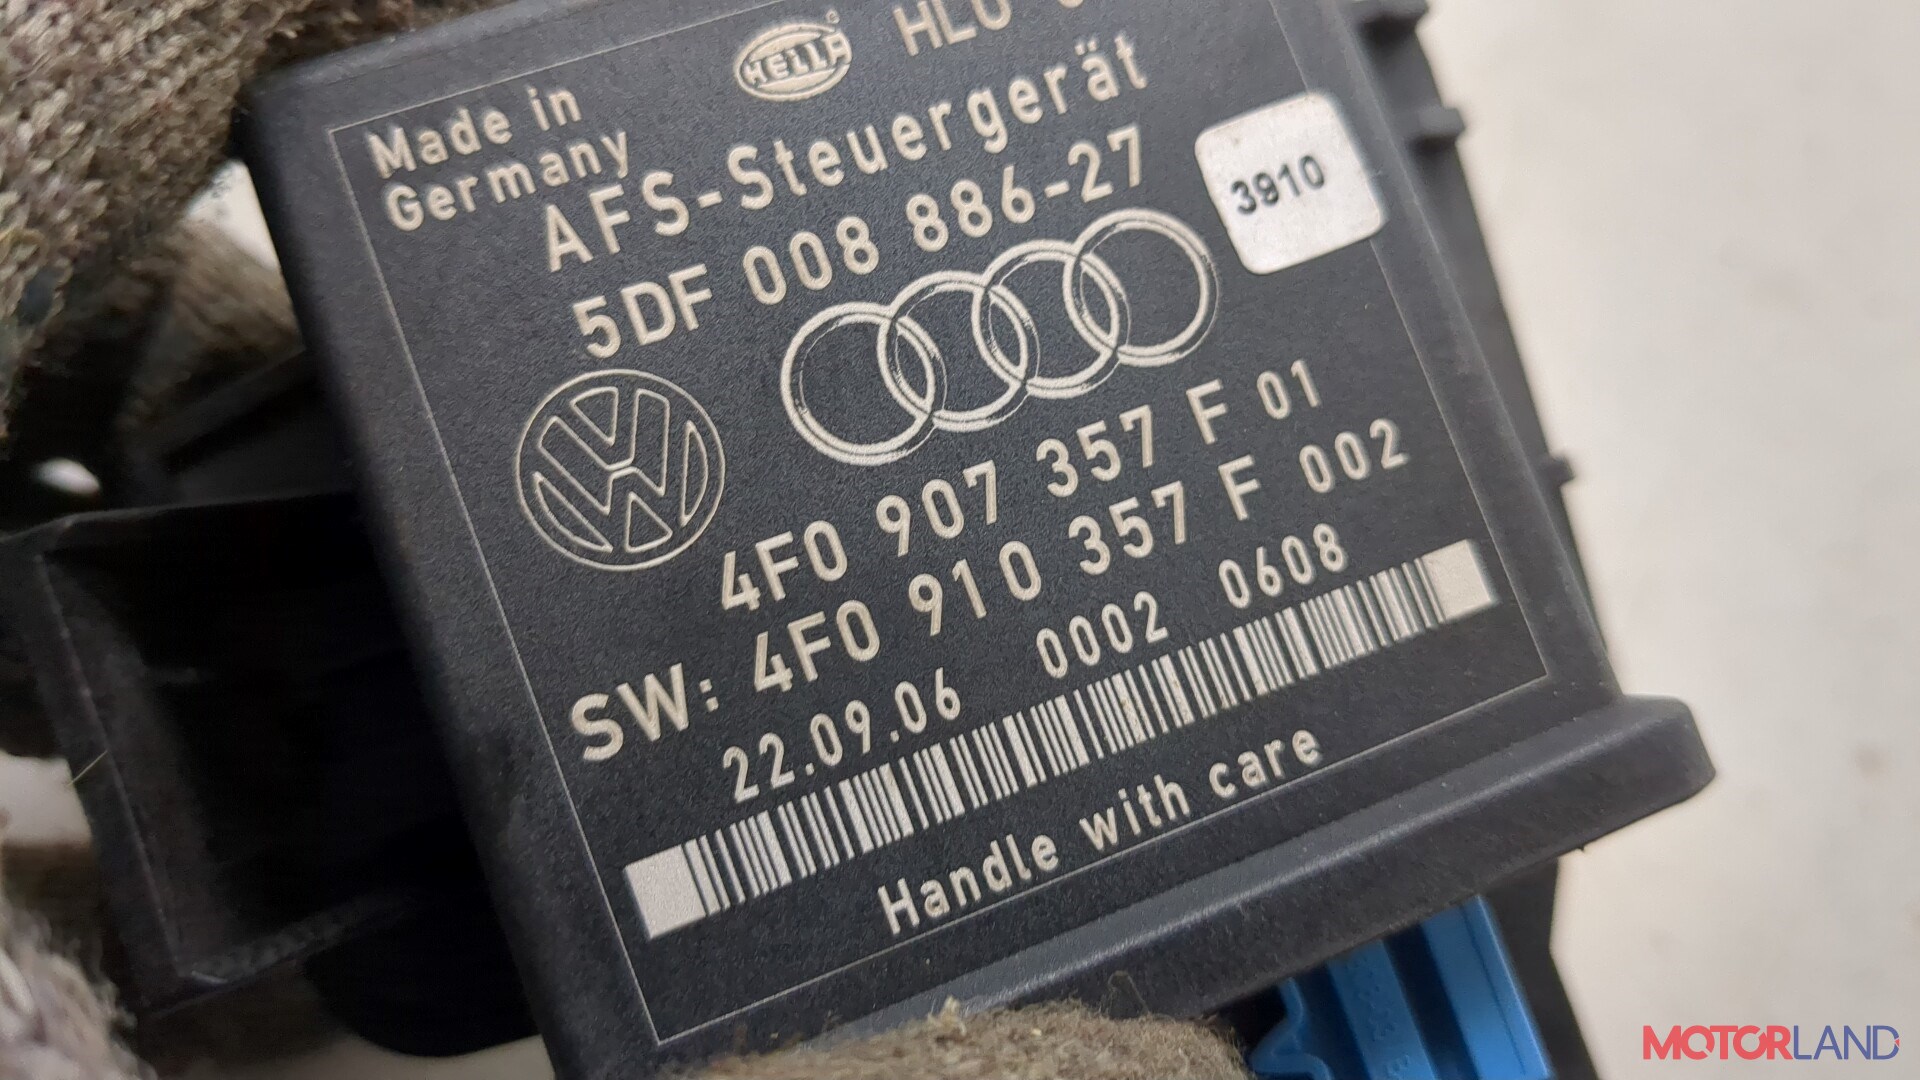 HELLA
Made in
Germany
AFS-Steuergerät
5DF 008 886-27
3910
4F0 907 357 F 01
SW: 4F0 910 357 F 002
22.09.06 0002 0608
Handle with care
MOTORLAND